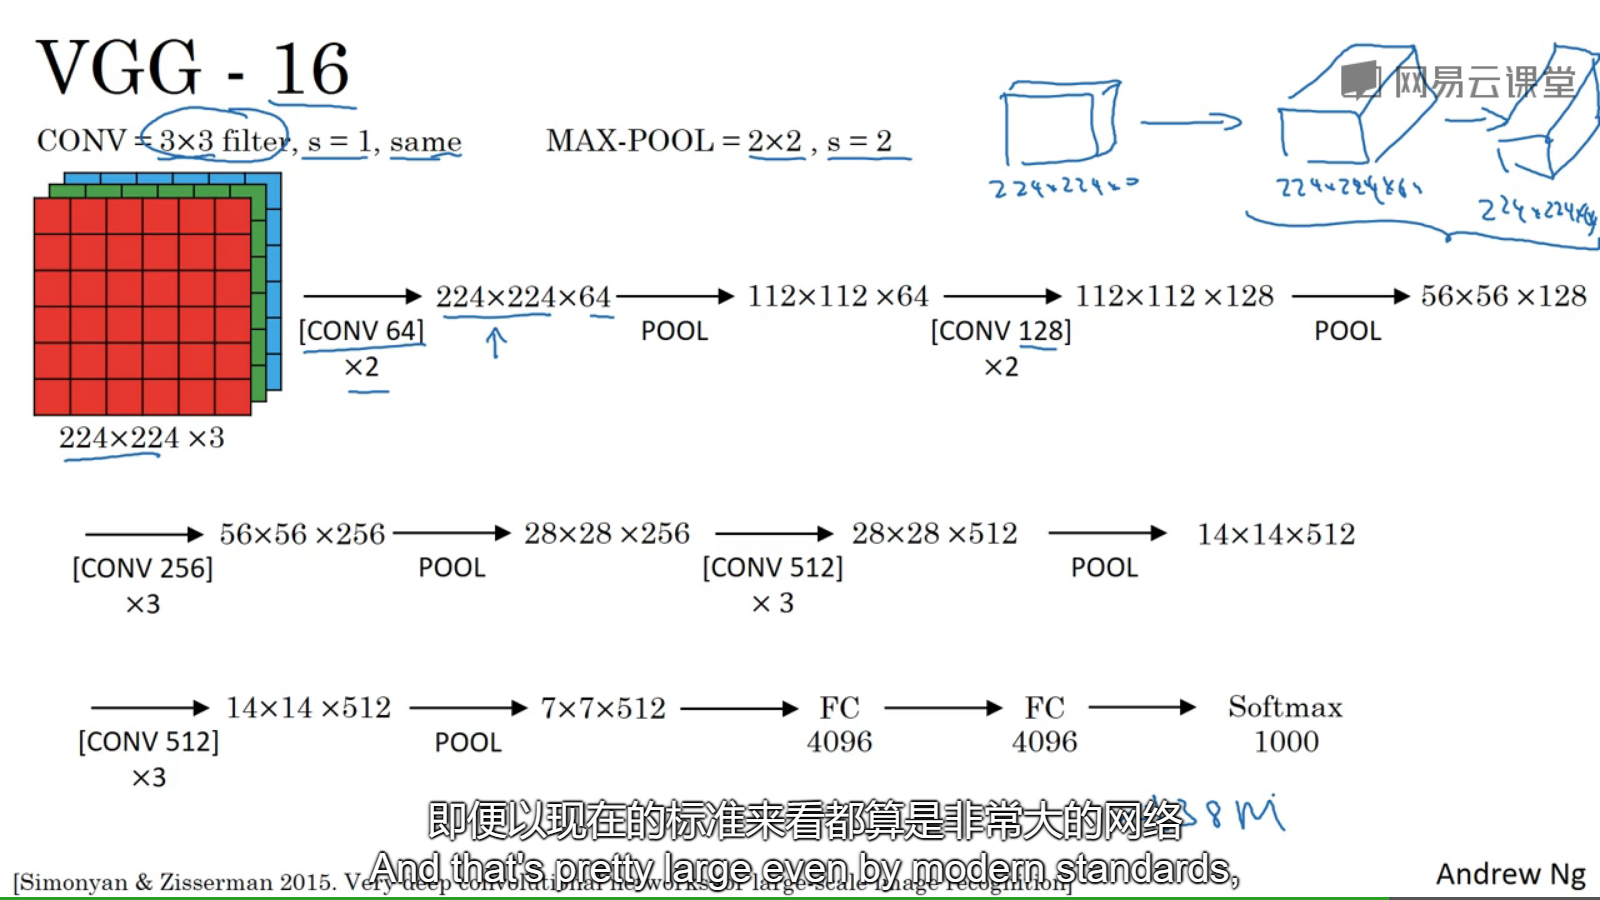 VGG - 16
网易云课堂
CONV = 3×3 filter, s = 1, same
MAX-POOL = 2×2 , s = 2
224×224×
224×224×
224×224×64
224×224 ×3
[CONV 64]
×2
224×224×64
POOL
112×112 ×64
[CONV 128]
×2
112×112 ×128
POOL
56×56 ×128
[CONV 256]
×3
56×56 ×256
POOL
28×28 ×256
[CONV 512]
× 3
28×28 ×512
POOL
14×14×512
[CONV 512]
×3
14×14 ×512
POOL
7×7×512
FC
4096
FC
4096
Softmax
1000
38M
即便以现在的标准来看都算是非常大的网络
And that's pretty large even by modern standards,
[Simonyan & Zisserman 2015. Very deep convolutional networks for large-scale image recognition]
Andrew Ng